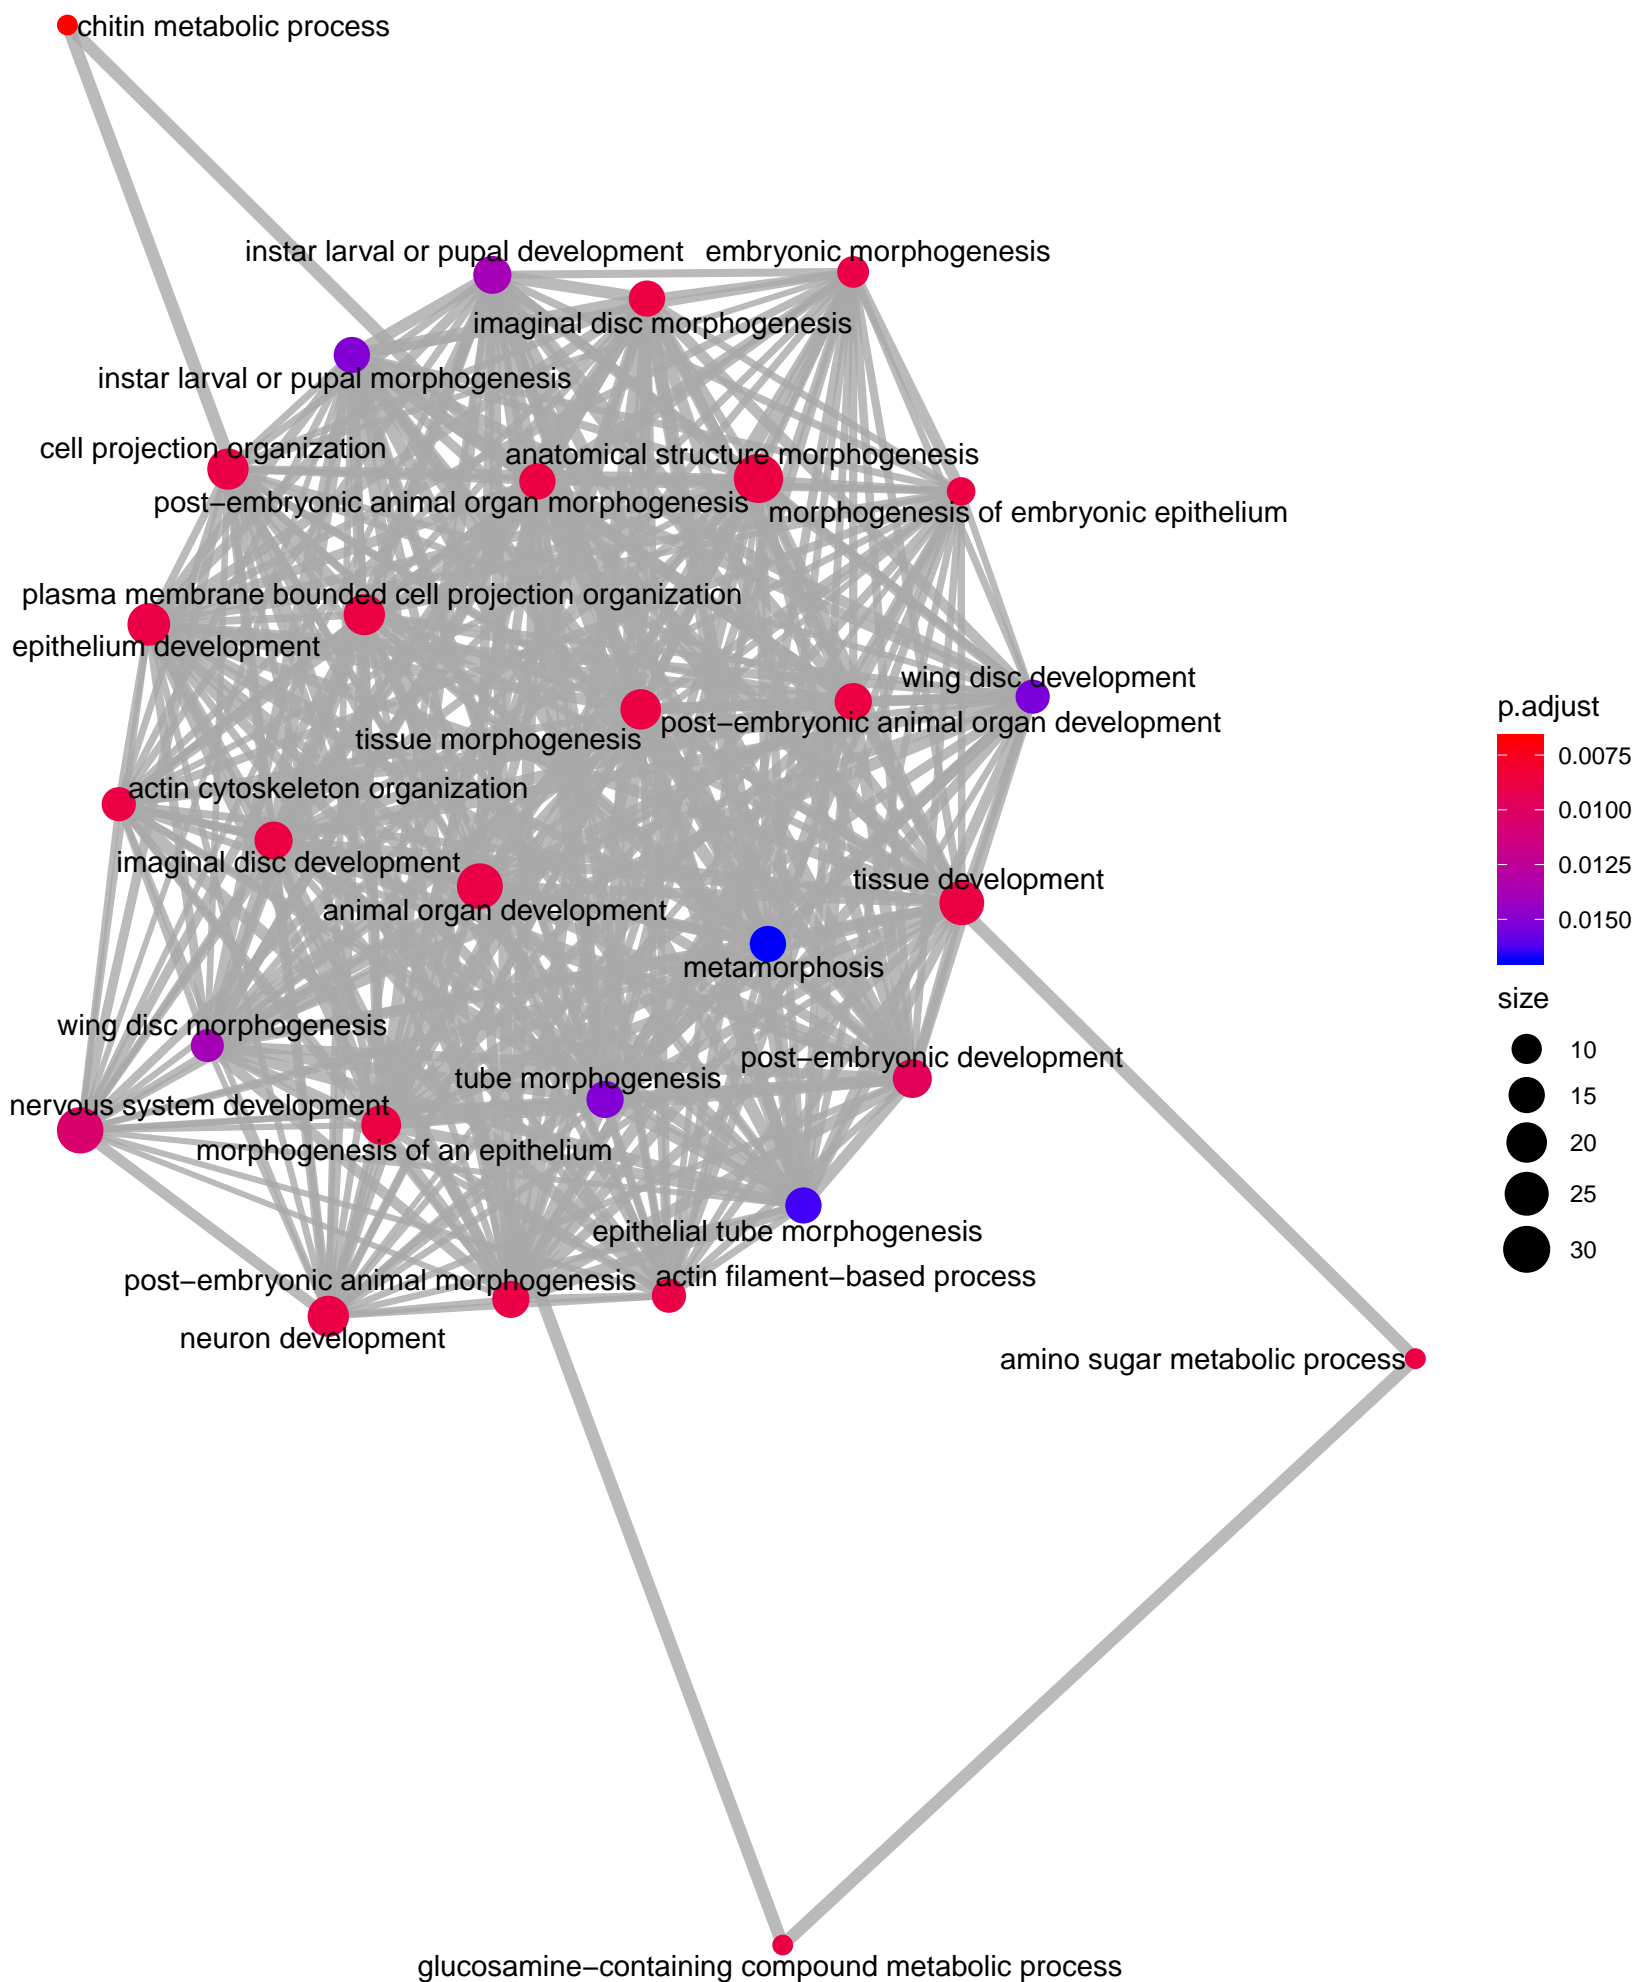 chitin metabolic process
instar larval or pupal development
embryonic morphogenesis
imaginal disc morphogenesis
instar larval or pupal morphogenesis
cell projection organization
anatomical structure morphogenesis
post−embryonic animal organ morphogenesis
morphogenesis of embryonic epithelium
plasma membrane bounded cell projection organization
epithelium development
wing disc development
post−embryonic animal organ development
tissue morphogenesis
actin cytoskeleton organization
imaginal disc development
tissue development
animal organ development
metamorphosis
wing disc morphogenesis
post−embryonic development
tube morphogenesis
nervous system development
morphogenesis of an epithelium
epithelial tube morphogenesis
post−embryonic animal morphogenesis
actin filament−based process
neuron development
amino sugar metabolic process
glucosamine−containing compound metabolic process
p.adjust
0.0075
0.0100
0.0125
0.0150
size
10
15
20
25
30